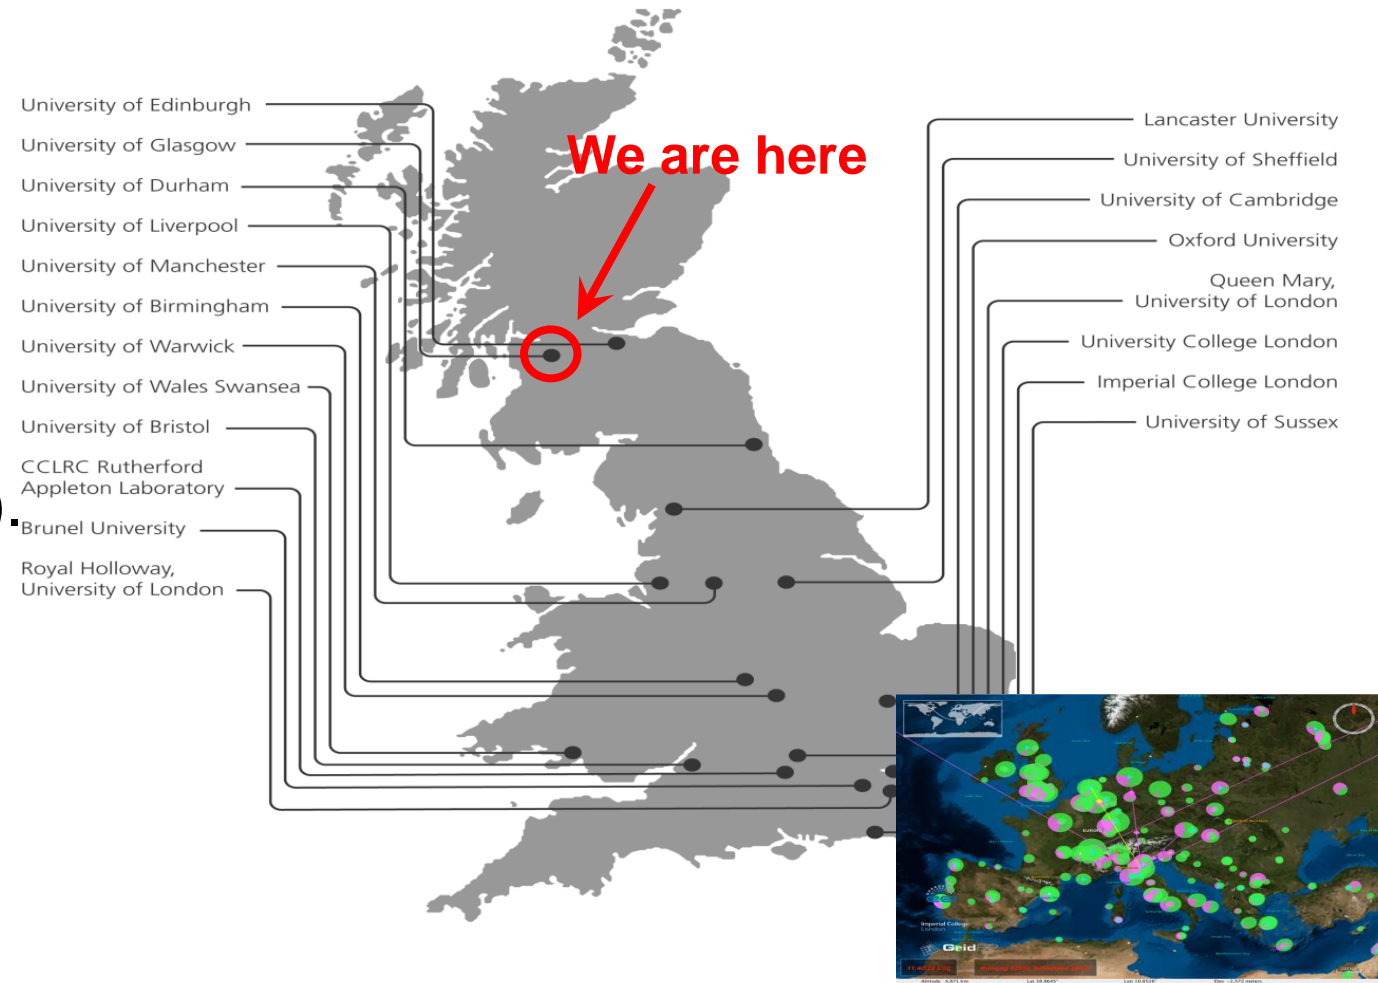 We are here
University of Edinburgh
University of Glasgow
University of Durham
University of Liverpool
University of Manchester
University of Birmingham
University of Warwick
University of Wales Swansea
University of Bristol
CCLRC Rutherford
Appleton Laboratory
).
Brunel University
Royal Holloway,
University of London
Lancaster University
University of Sheffield
University of Cambridge
Oxford University
Queen Mary,
University of London
University College London
Imperial College London
University of Sussex
Imperial College
London
Grid